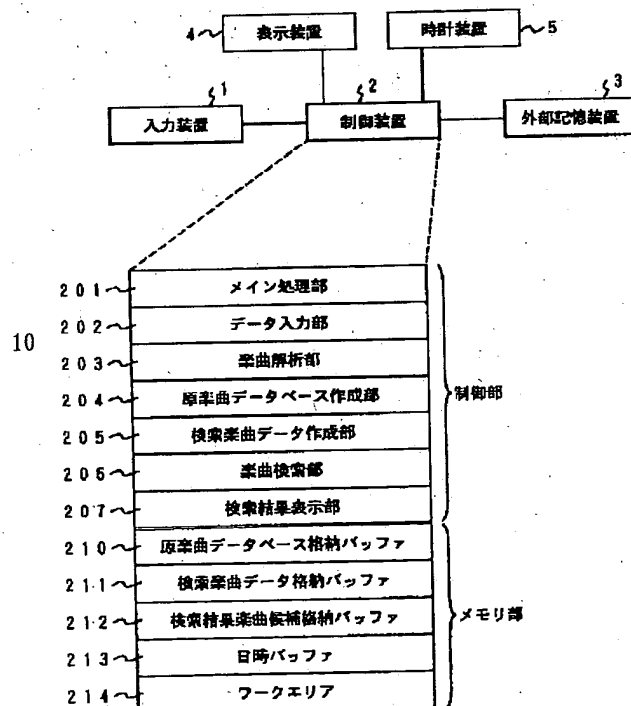 4 表示装置
時計装置 5
1
2
3
入力装置
制御装置
外部記憶装置
201 メイン処理部
202 データ入力部
10
203 楽曲解析部
204 原楽曲データベース作成部
制御部
205 検索楽曲データ作成部
206 楽曲検索部
207 検索結果表示部
210 原楽曲データベース格納バッファ
211 検索楽曲データ格納バッファ
212 検索結果楽曲候補格納バッファ
メモリ部
213 日時バッファ
214 ワークエリア